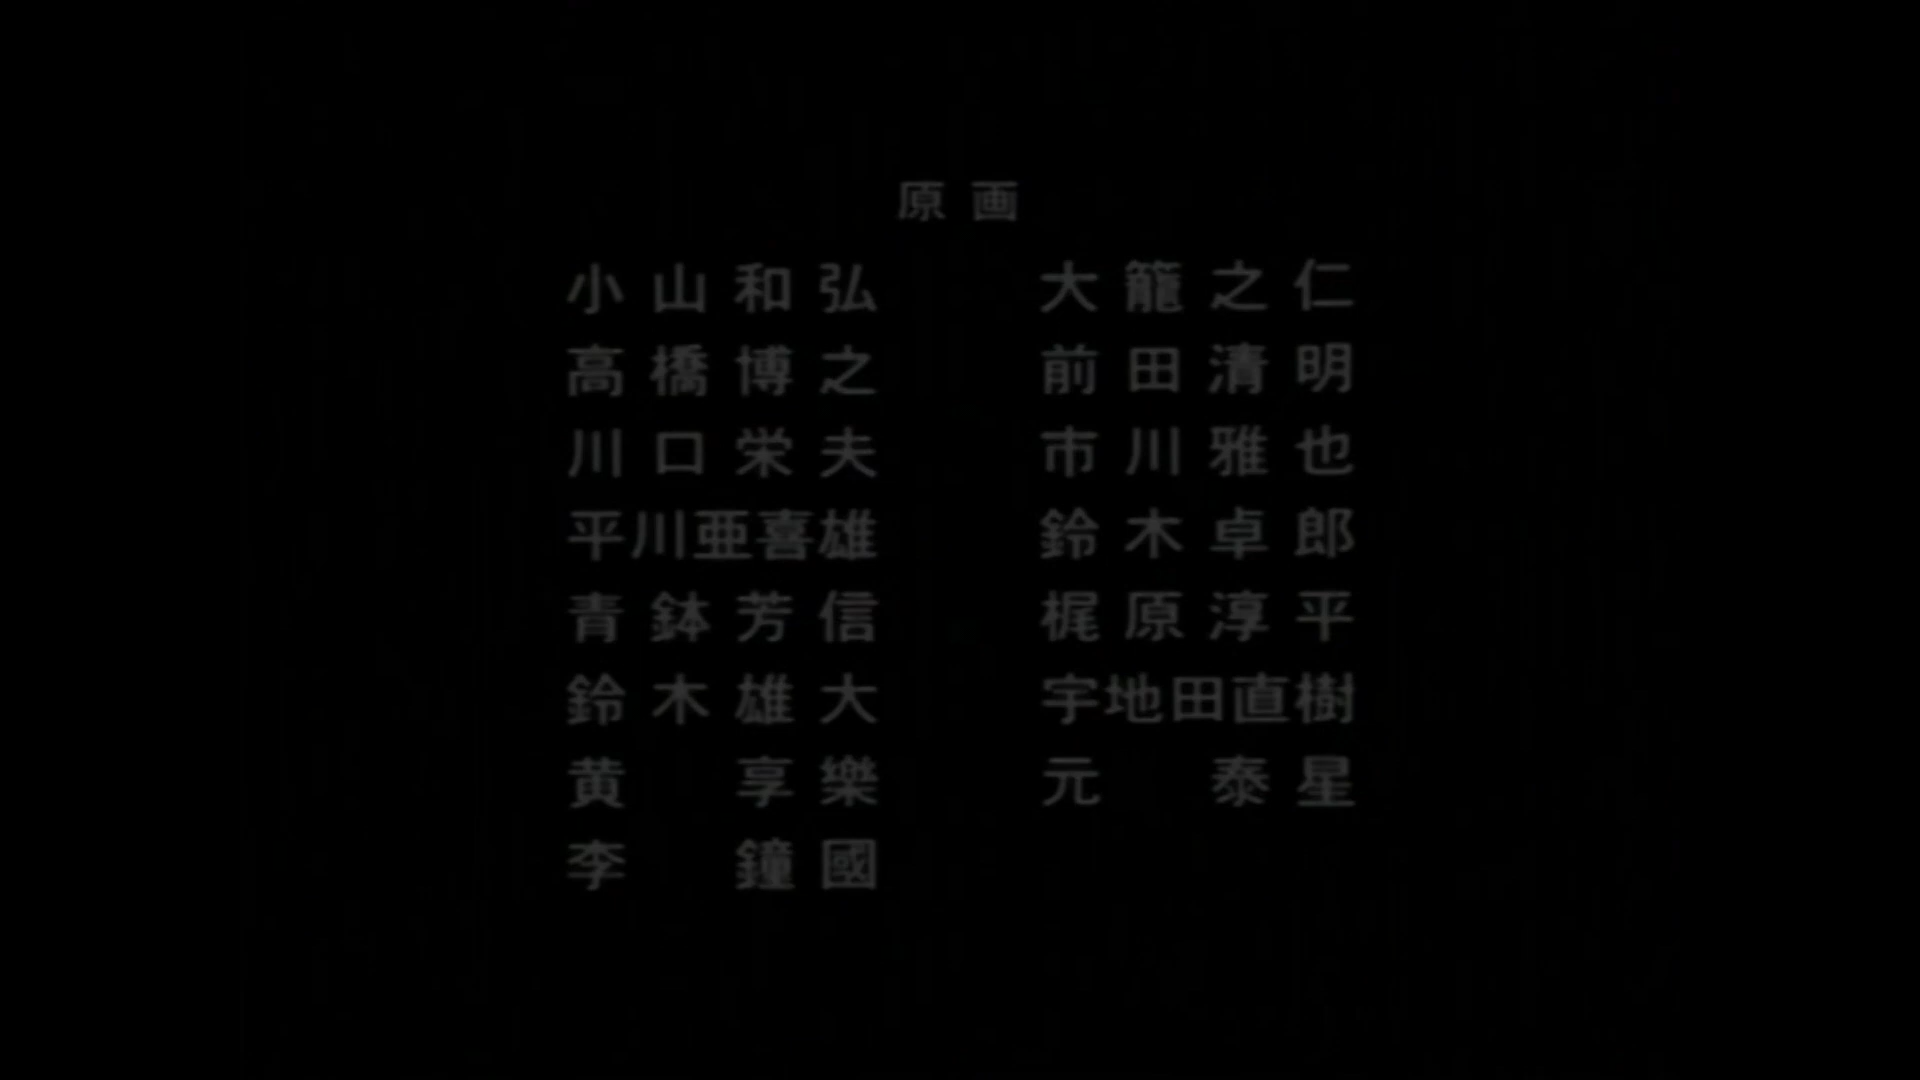 原画
小山和弘 大籠之仁
高橋博之 前田清明
川口栄夫 市川雅也
平川亜喜雄 鈴木卓郎
青鉢芳信 梶原淳平
鈴木雄大 宇地田直樹
黄 享樂 元 泰星
李 鐘國